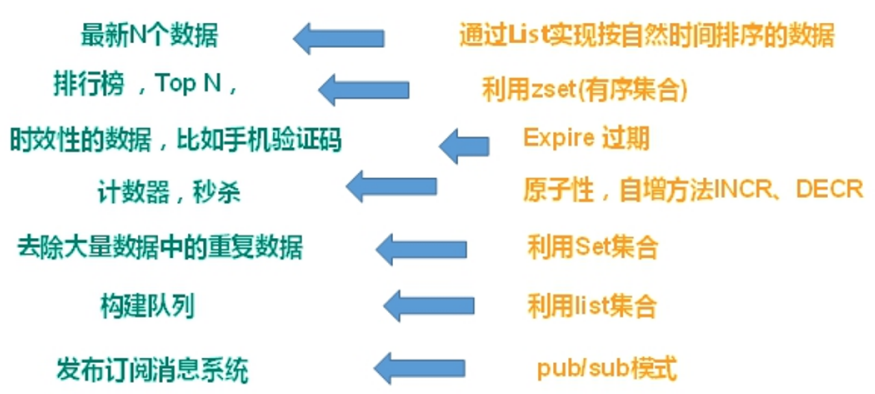 最新N个数据 通过List实现按自然时间排序的数据
排行榜，Top N， 利用zset(有序集合)
时效性的数据，比如手机验证码 Expire 过期
计数器，秒杀 原子性，自增方法INCR、DECR
去除大量数据中的重复数据 利用Set集合
构建队列 利用list集合
发布订阅消息系统 pub/sub模式